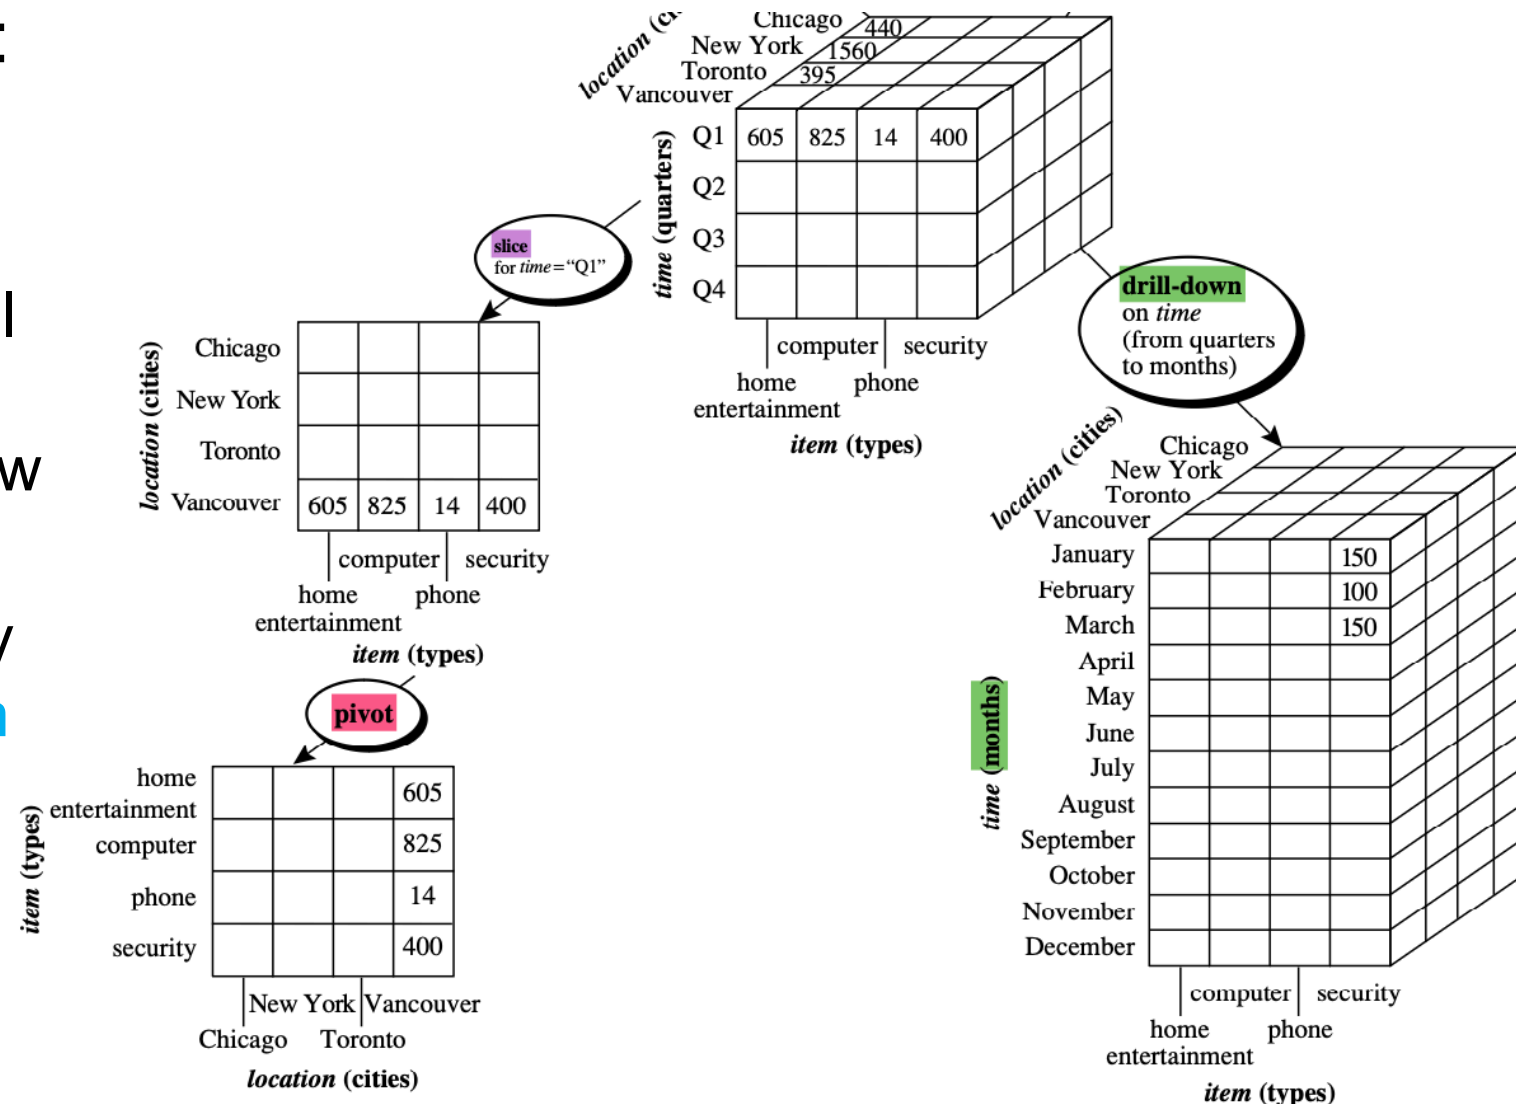 Chicago 440
New York 1560
Toronto 395
Vancouver
location
time (quarters)
Q1 605 825 14 400
Q2
Q3
Q4
computer security
home phone
entertainment
item (types)
slice
for time=“Q1”
drill-down
on time
(from quarters
to months)
location (cities)
Chicago
New York
Toronto
Vancouver 605 825 14 400
computer security
home phone
entertainment
item (types)
pivot
item (types)
home
entertainment 605
computer 825
phone 14
security 400
New York Vancouver
Chicago Toronto
location (cities)
location (cities)
Chicago
New York
Toronto
Vancouver
time (months)
January 150
February 100
March 150
April
May
June
July
August
September
October
November
December
computer security
home phone
entertainment
item (types)
w
y